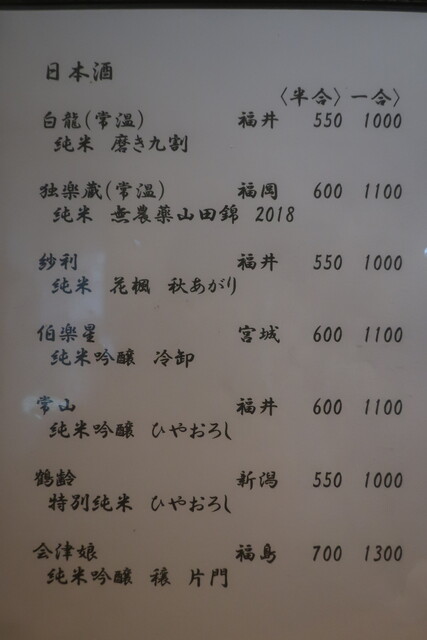 日本酒
〈半合〉 一合〉
白龍(常温) 福井 550 1000
純米 磨き九割
独楽蔵(常温) 福岡 600 1100
純米 無農薬山田錦 2018
紗利 福井 550 1000
純米 花楓 秋あがり
伯楽星 宮城 600 1100
純米吟醸 冷卸
常山 福井 600 1100
純米吟醸 ひやおろし
鶴齢 新潟 550 1000
特別純米 ひやおろし
会津娘 福島 700 1300
純米吟醸 穣 片門